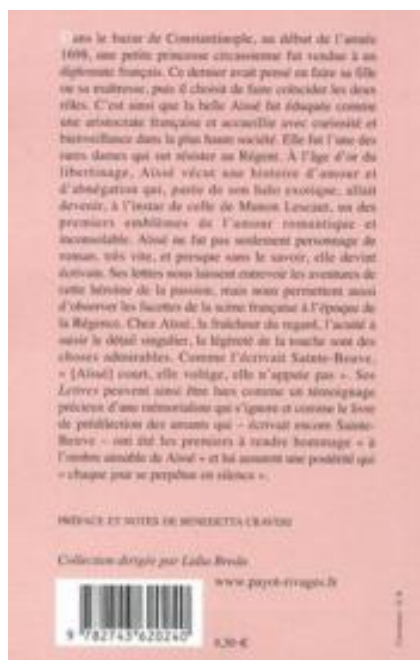 ans le bazar de Constantinople, au début de l'année
1698, une petite princesse circassienne fut vendue à un
diplomate français. Ce dernier avait pensé en faire sa fille
ou sa maîtresse, puis il choisit de faire coïncider les deux
rôles. C'est ainsi que la belle Aïssé fut éduquée comme
une aristocrate française et accueillie avec curiosité et
bienveillance dans la plus haute société. Elle fut l'une des
rares dames qui sut résister au Régent. À l'âge d'or du
libertinage, Aïssé vécut une histoire d'amour et
d'abnégation qui, parée de son halo exotique, allait
devenir, à l'instar de celle de Manon Lescaut, un des
premiers emblèmes de l'amour romantique et
inconsolable. Aïssé ne fut pas seulement personnage de
roman, très vite, et presque sans le savoir, elle devint
écrivain. Ses lettres nous laissent entrevoir les aventures de
cette héroïne de la passion, mais nous permettent aussi
d'observer les facettes de la scène française à l'époque de
la Régence. Chez Aïssé, la fraîcheur du regard, l'acuité à
saisir le détail singulier, la légèreté de la touche sont des
choses admirables. Comme l'écrivait Sainte-Beuve,
« [Aïssé] court, elle voltige, elle n'appuie pas ». Ses
Lettres peuvent ainsi être lues comme un témoignage
précieux d'une mémorialiste qui s'ignore et comme le livre
de prédilection des amants qui – écrivait encore Sainte-
Beuve – ont été les premiers à rendre hommage « à
l'ombre aimable de Aïssé » et lui assurent une postérité qui
« chaque jour se perpétue en silence ».
PRÉFACE ET NOTES DE BENEDETTA CRAVERI
Collection dirigée par Lidia Breda
www.payot-rivages.fr
9 782743 620240